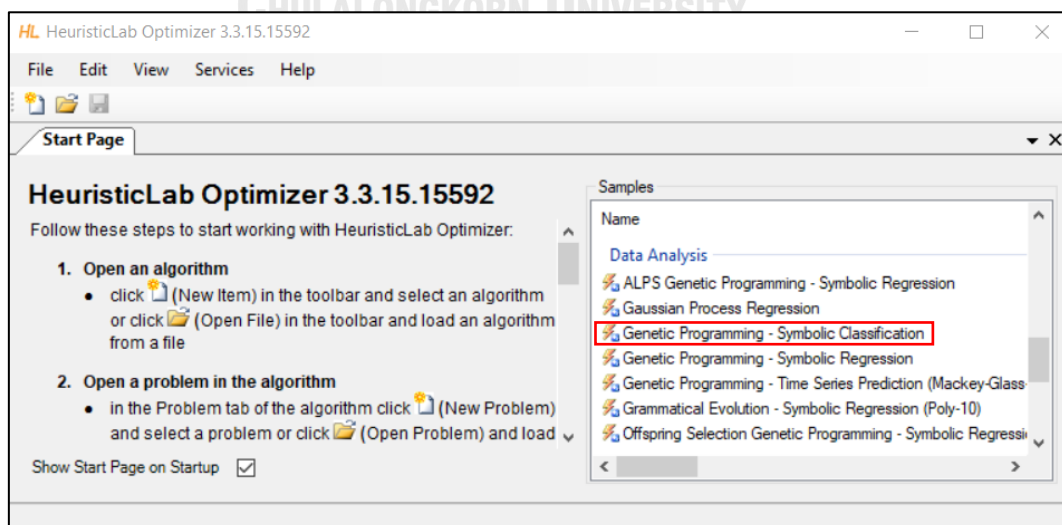 CHULALONGKORN UNIVERSITY
HL HeuristicLab Optimizer 3.3.15.15592
File Edit View Services Help
Start Page
HeuristicLab Optimizer 3.3.15.15592
Follow these steps to start working with HeuristicLab Optimizer:
1. Open an algorithm
• click (New Item) in the toolbar and select an algorithm
or click (Open File) in the toolbar and load an algorithm
from a file
2. Open a problem in the algorithm
• in the Problem tab of the algorithm click (New Problem)
and select a problem or click (Open Problem) and load
Show Start Page on Startup
Samples
Name
Data Analysis
ALPS Genetic Programming - Symbolic Regression
Gaussian Process Regression
Genetic Programming - Symbolic Classification
Genetic Programming - Symbolic Regression
Genetic Programming - Time Series Prediction (Mackey-Glass-
Grammatical Evolution - Symbolic Regression (Poly-10)
Offspring Selection Genetic Programming - Symbolic Regressi